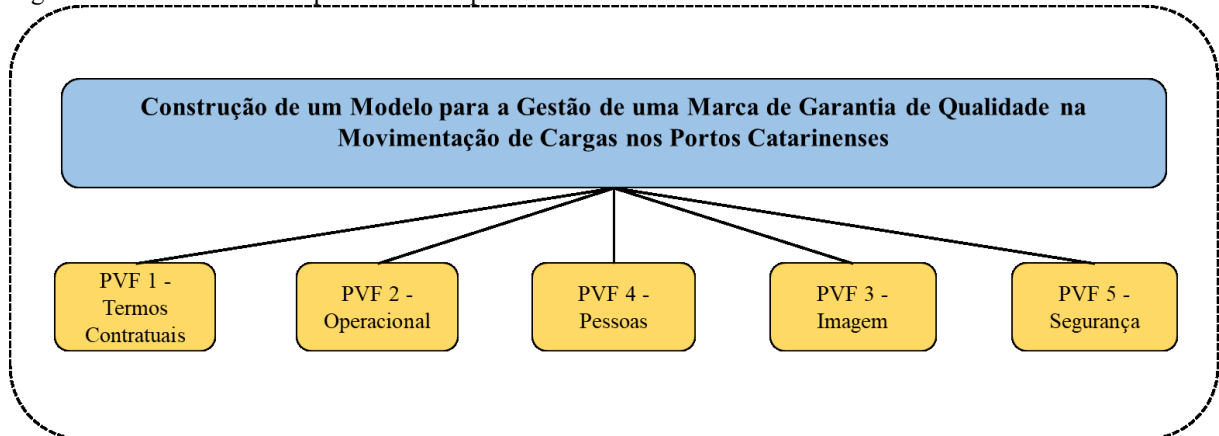 Construção de um Modelo para a Gestão de uma Marca de Garantia de Qualidade na
Movimentação de Cargas nos Portos Catarinenses
PVF 1 -
Termos
Contratuais
PVF 2 -
Operacional
PVF 4 -
Pessoas
PVF 3 -
Imagem
PVF 5 -
Segurança